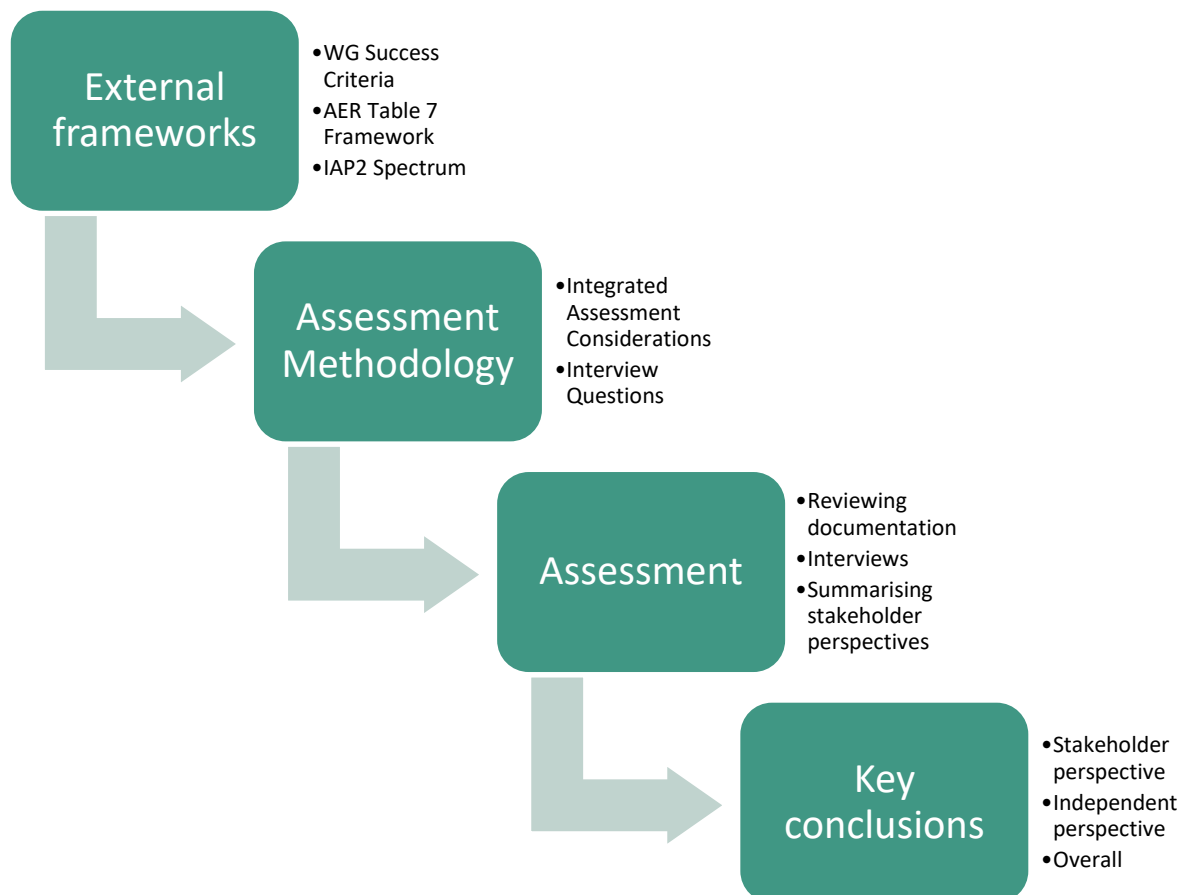 External
frameworks
•WG Success
Criteria
•AER Table 7
Framework
•IAP2 Spectrum
Assessment
Methodology
•Integrated
Assessment
Considerations
•Interview
Questions
Assessment
•Reviewing
documentation
•Interviews
•Summarising
stakeholder
perspectives
Key
conclusions
•Stakeholder
perspective
•Independent
perspective
•Overall